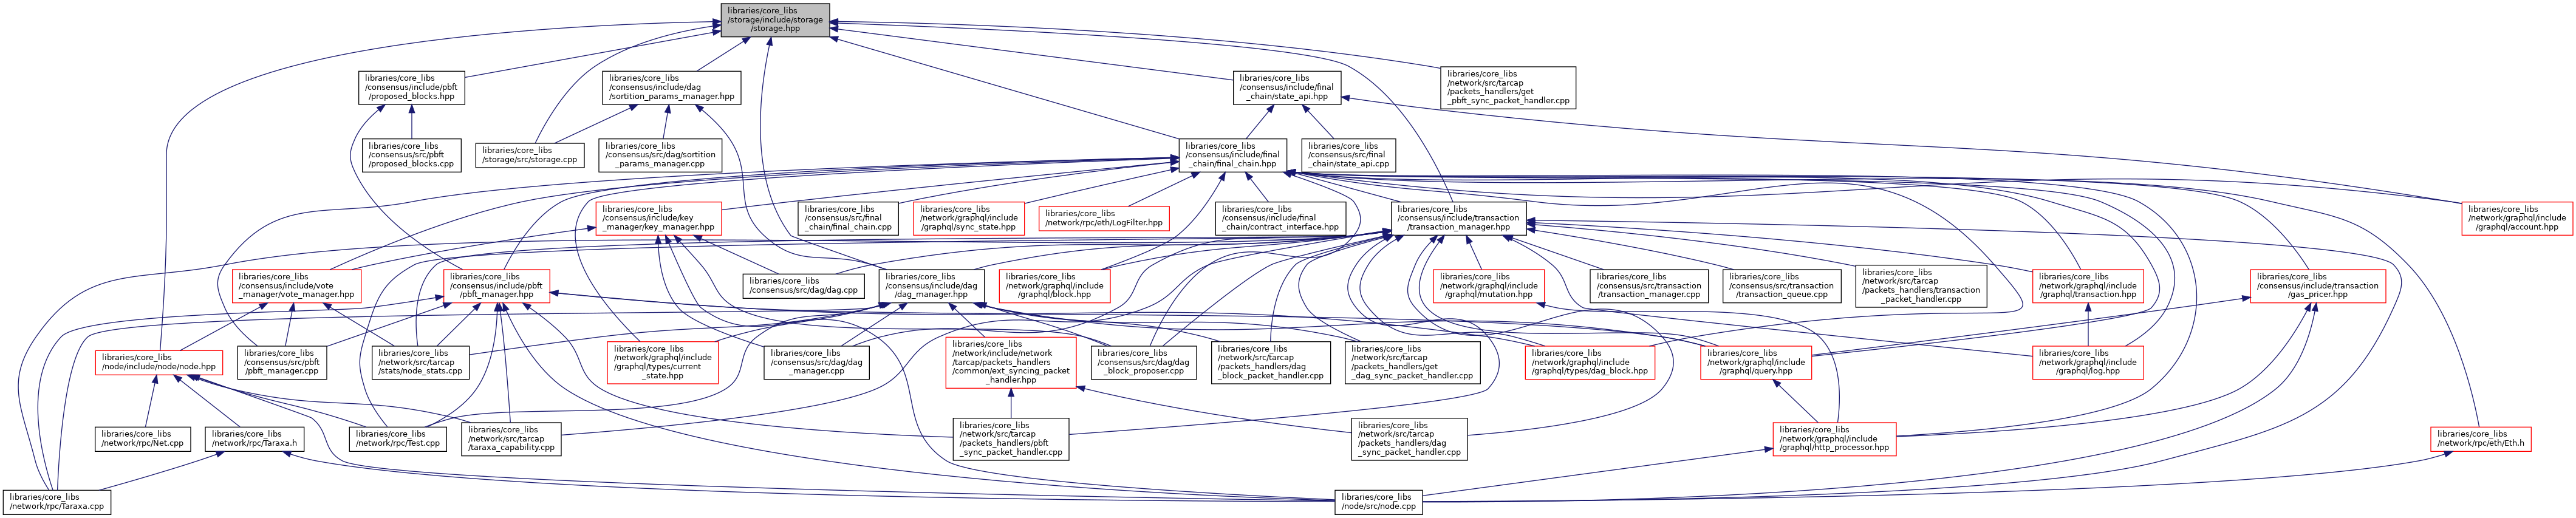 libraries/core_libs
/storage/include/storage
/storage.hpp
libraries/core_libs
/consensus/include/pbft
/proposed_blocks.hpp
libraries/core_libs
/consensus/include/dag
/sortition_params_manager.hpp
libraries/core_libs
/consensus/include/final
_chain/state_api.hpp
libraries/core_libs
/network/src/tarcap
/packets_handlers/get
_pbft_sync_packet_handler.cpp
libraries/core_libs
/consensus/src/pbft
/proposed_blocks.cpp
libraries/core_libs
/storage/src/storage.cpp
libraries/core_libs
/consensus/src/dag/sortition
_params_manager.cpp
libraries/core_libs
/consensus/include/final
_chain/final_chain.hpp
libraries/core_libs
/consensus/src/final
_chain/state_api.cpp
libraries/core_libs
/consensus/include/key
_manager/key_manager.hpp
libraries/core_libs
/consensus/src/final
_chain/final_chain.cpp
libraries/core_libs
/network/graphql/include
/graphql/sync_state.hpp
libraries/core_libs
/network/rpc/eth/LogFilter.hpp
libraries/core_libs
/consensus/include/final
_chain/contract_interface.hpp
libraries/core_libs
/consensus/include/transaction
/transaction_manager.hpp
libraries/core_libs
/network/graphql/include
/graphql/account.hpp
libraries/core_libs
/consensus/include/vote
_manager/vote_manager.hpp
libraries/core_libs
/consensus/include/pbft
/pbft_manager.hpp
libraries/core_libs
/consensus/src/dag/dag.cpp
libraries/core_libs
/consensus/include/dag
/dag_manager.hpp
libraries/core_libs
/network/graphql/include
/graphql/block.hpp
libraries/core_libs
/network/graphql/include
/graphql/mutation.hpp
libraries/core_libs
/consensus/src/transaction
/transaction_manager.cpp
libraries/core_libs
/consensus/src/transaction
/transaction_queue.cpp
libraries/core_libs
/network/src/tarcap
/packets_handlers/transaction
_packet_handler.cpp
libraries/core_libs
/network/graphql/include
/graphql/transaction.hpp
libraries/core_libs
/consensus/include/transaction
/gas_pricer.hpp
libraries/core_libs
/node/include/node/node.hpp
libraries/core_libs
/consensus/src/pbft
/pbft_manager.cpp
libraries/core_libs
/network/src/tarcap
/stats/node_stats.cpp
libraries/core_libs
/network/graphql/include
/graphql/types/current
_state.hpp
libraries/core_libs
/consensus/src/dag/dag
_manager.cpp
libraries/core_libs
/network/include/network
/tarcap/packets_handlers
/common/ext_syncing_packet
_handler.hpp
libraries/core_libs
/consensus/src/dag/dag
_block_proposer.cpp
libraries/core_libs
/network/src/tarcap
/packets_handlers/dag
_block_packet_handler.cpp
libraries/core_libs
/network/src/tarcap
/packets_handlers/get
_dag_sync_packet_handler.cpp
libraries/core_libs
/network/graphql/include
/graphql/types/dag_block.hpp
libraries/core_libs
/network/graphql/include
/graphql/query.hpp
libraries/core_libs
/network/graphql/include
/graphql/log.hpp
libraries/core_libs
/network/rpc/Net.cpp
libraries/core_libs
/network/rpc/Taraxa.h
libraries/core_libs
/network/rpc/Test.cpp
libraries/core_libs
/network/src/tarcap
/taraxa_capability.cpp
libraries/core_libs
/network/src/tarcap
/packets_handlers/pbft
_sync_packet_handler.cpp
libraries/core_libs
/network/src/tarcap
/packets_handlers/dag
_sync_packet_handler.cpp
libraries/core_libs
/network/graphql/include
/graphql/http_processor.hpp
libraries/core_libs
/network/rpc/eth/Eth.h
libraries/core_libs
/network/rpc/Taraxa.cpp
libraries/core_libs
/node/src/node.cpp